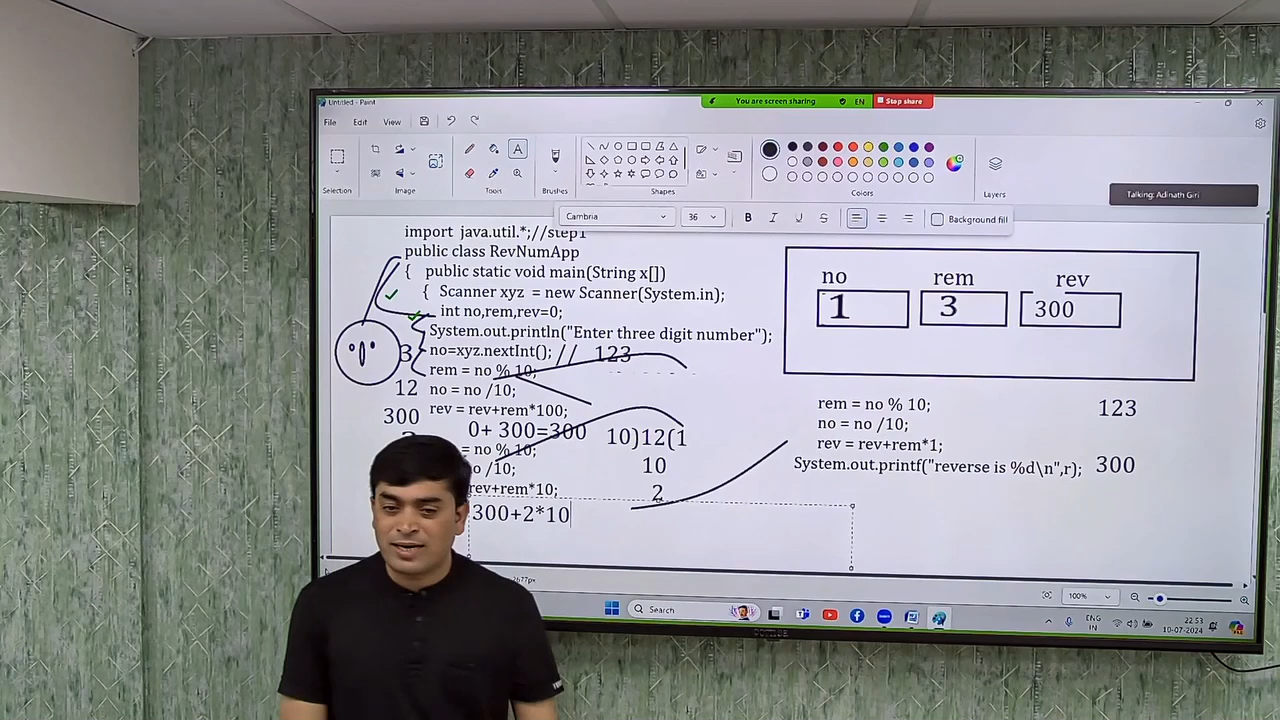 Untitled - Paint
You are screen sharing
EN
Stop share
File
Edit
View
Selection
Image
Tools
Brushes
Shapes
Colors
Layers
Talking: Adinath Giri
Cambria
36
B
I
U
S
Background fill
import java.util.*;//step1
public class RevNumApp
{ public static void main(String x[])
{ Scanner xyz = new Scanner(System.in);
int no,rem,rev=0;
System.out.println("Enter three digit number");
3 no=xyz.nextInt(); // 123
rem = no % 10;
12 no = no /10;
300 rev = rev+rem*100;
0+ 300=300
10)12(1
= no % 10;
10
no /10;
rev+rem*10;
2
300+2*10
no rem rev
1 3 300
rem = no % 10;
123
no = no /10;
rev = rev+rem*1;
System.out.printf("reverse is %d\n",r);
300
100%
Search
ENG
IN
22:53
10-07-2024